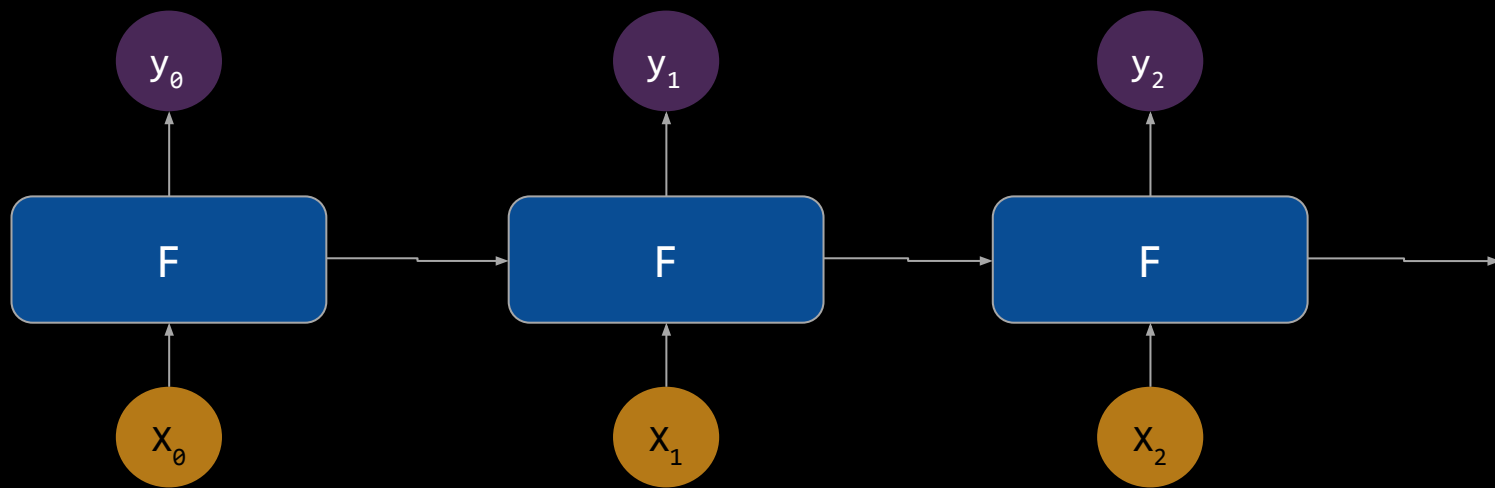 y₀ y₁ y₂
F F F
X₀ X₁ X₂